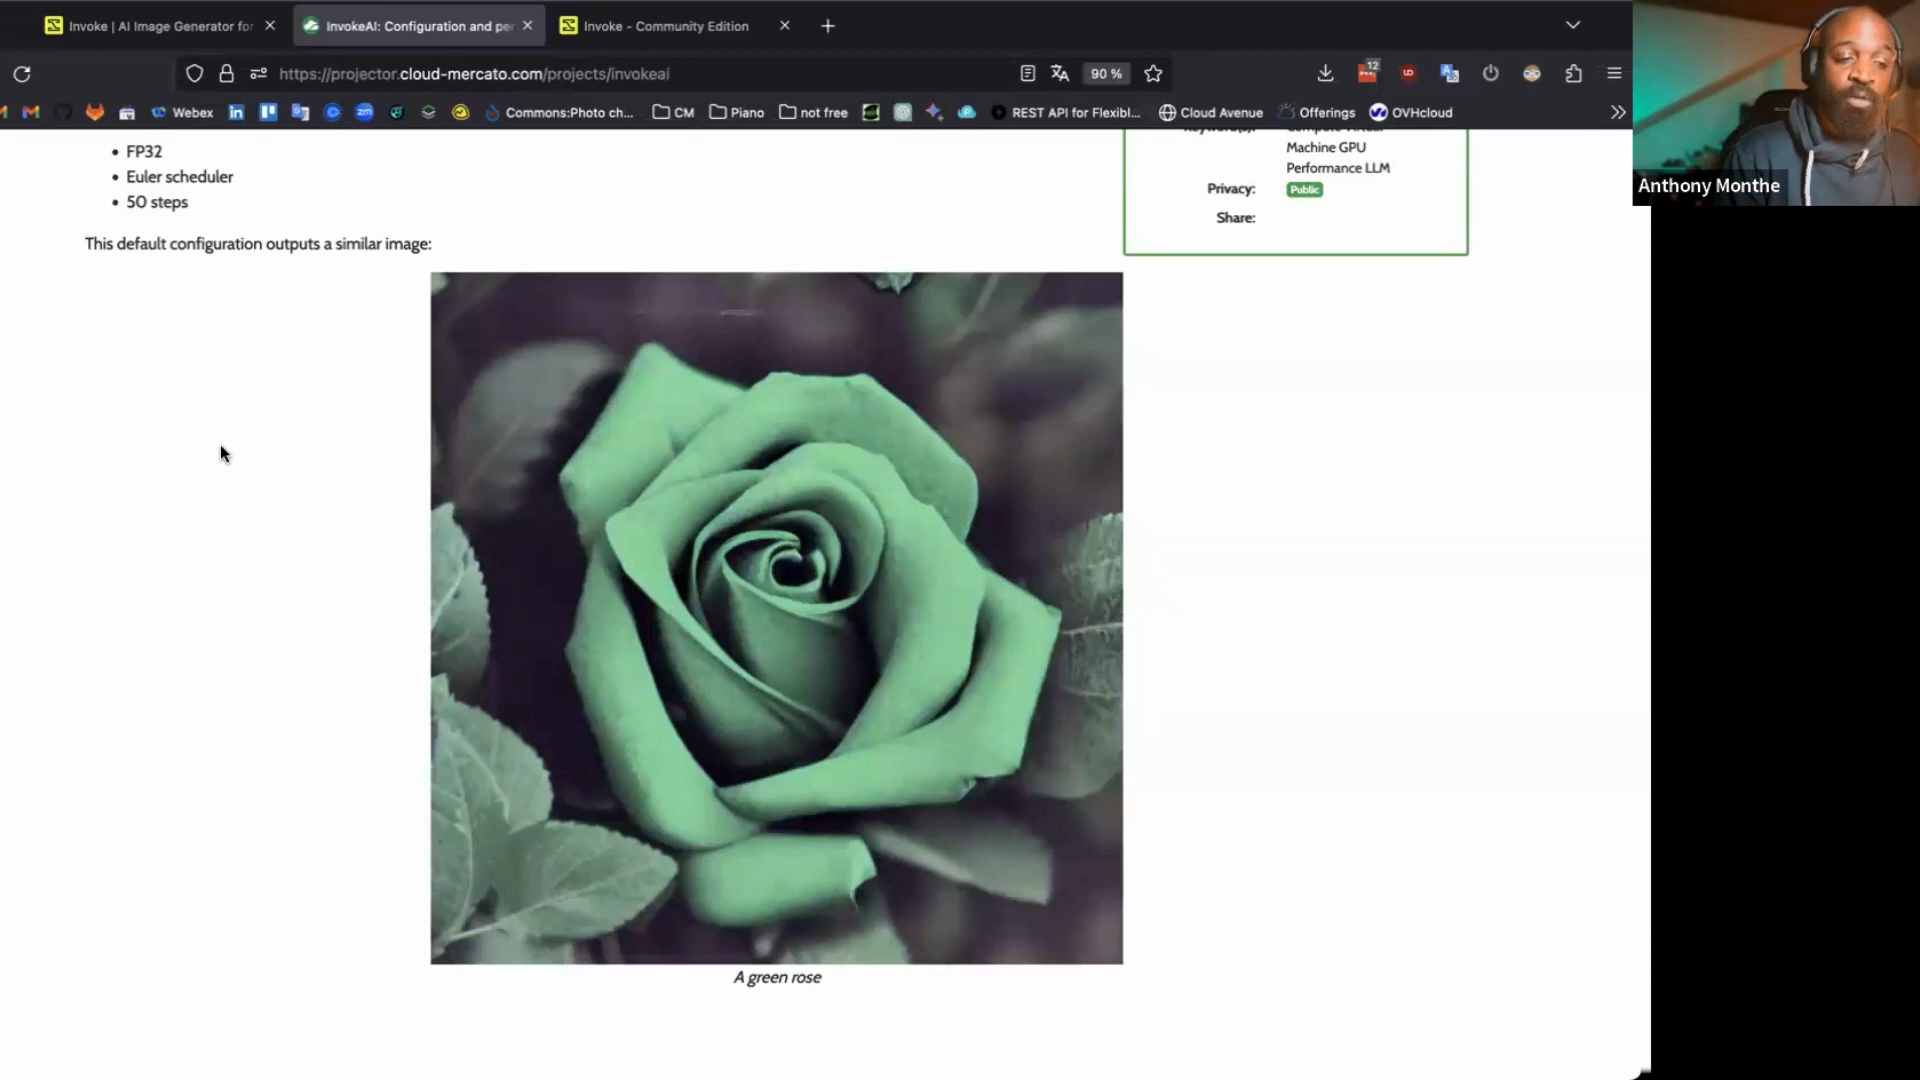 Invoke | AI Image Generator for
InvokeAI: Configuration and per
Invoke - Community Edition
https://projector.cloud-mercato.com/projects/invokeai
90 %
12
Webex
Commons:Photo ch...
CM
Piano
not free
REST API for Flexibl...
Cloud Avenue
Offerings
OVHcloud
Anthony Monthe
FP32
Euler scheduler
50 steps
This default configuration outputs a similar image:
Machine GPU
Performance LLM
Privacy: Public
Share:
A green rose